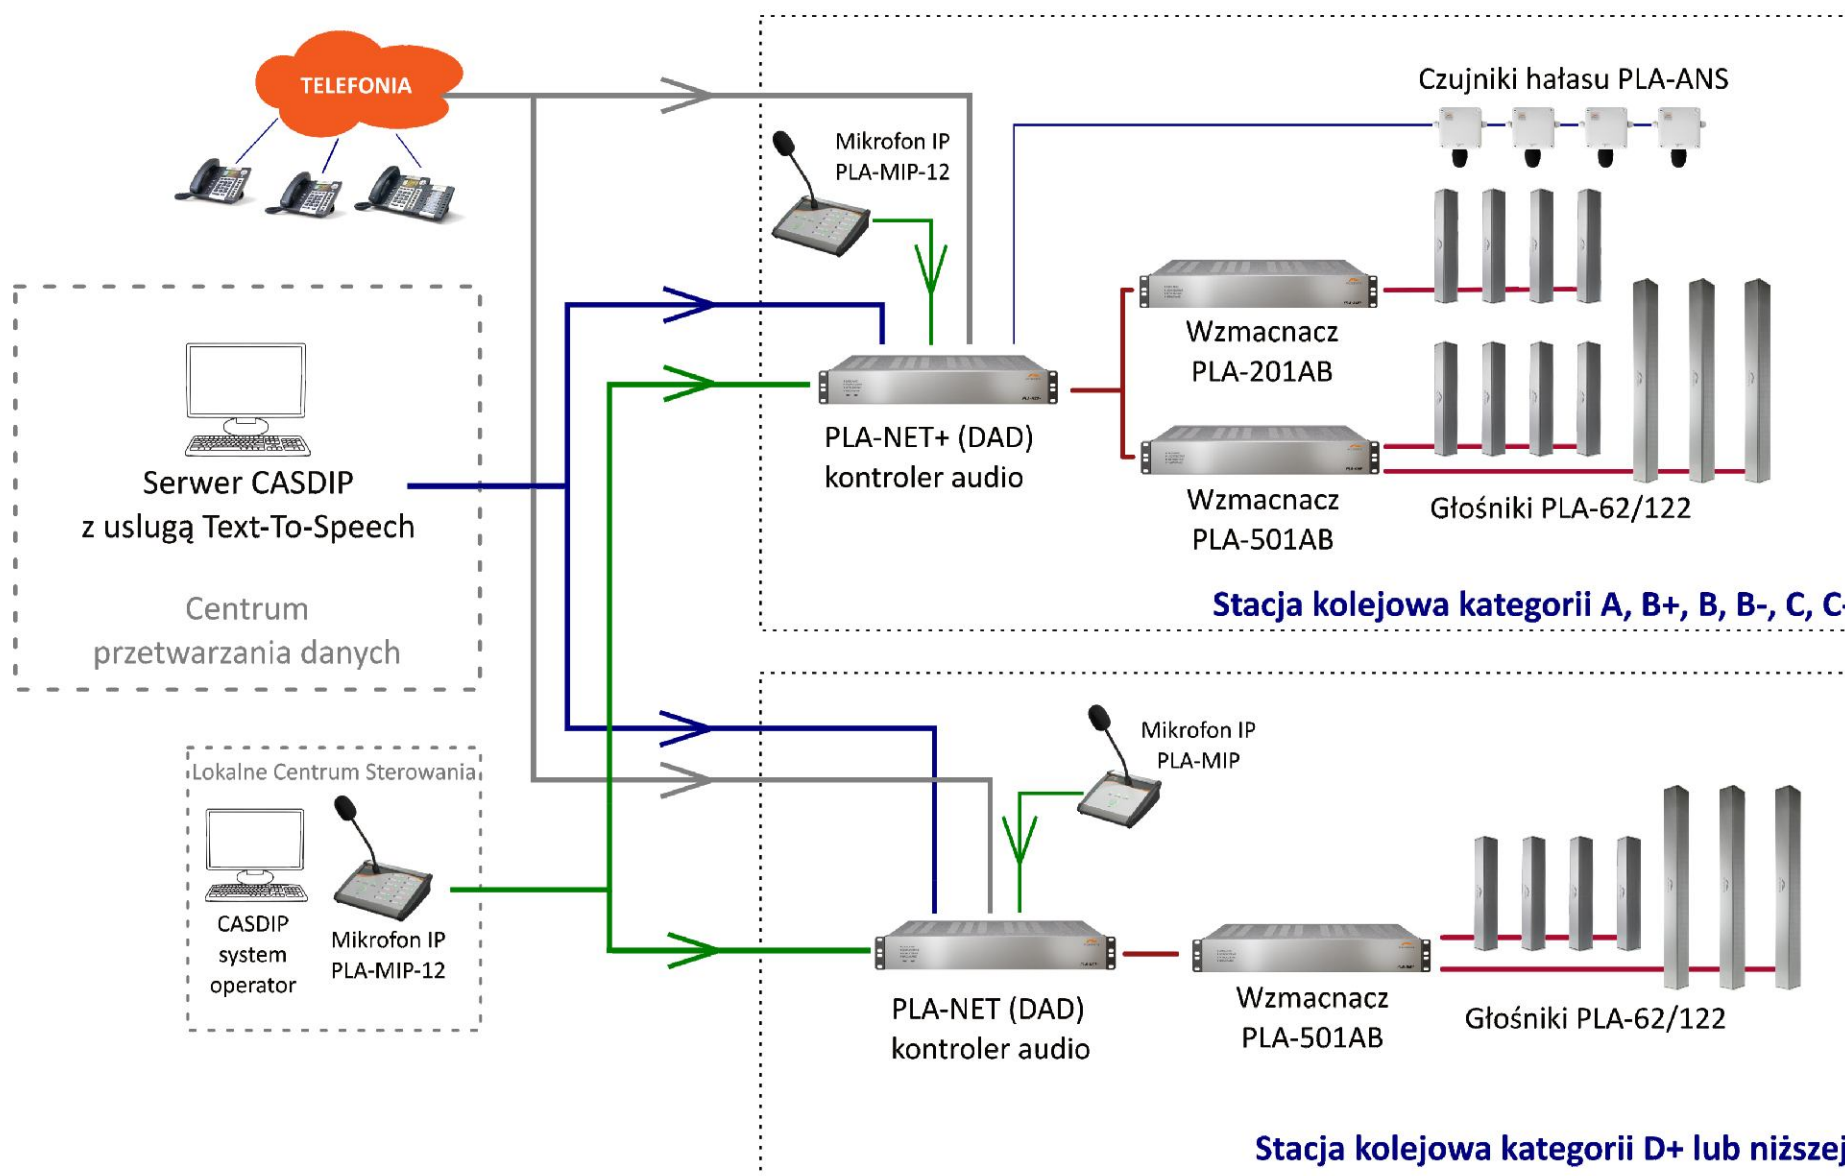 TELEFONIA
Czujniki hałasu PLA-ANS
Mikrofon IP
PLA-MIP-12
Wzmacnacz
PLA-201AB
PLA-NET+ (DAD)
kontroler audio
Wzmacnacz
PLA-501AB
Głośniki PLA-62/122
Stacja kolejowa kategorii A, B+, B, B-, C, C-
Serwer CASDIP
z uslugą Text-To-Speech
Centrum
przetwarzania danych
Lokalne Centrum Sterowania
CASDIP
system
operator
Mikrofon IP
PLA-MIP-12
Mikrofon IP
PLA-MIP
PLA-NET (DAD)
kontroler audio
Wzmacnacz
PLA-501AB
Głośniki PLA-62/122
Stacja kolejowa kategorii D+ lub niższej